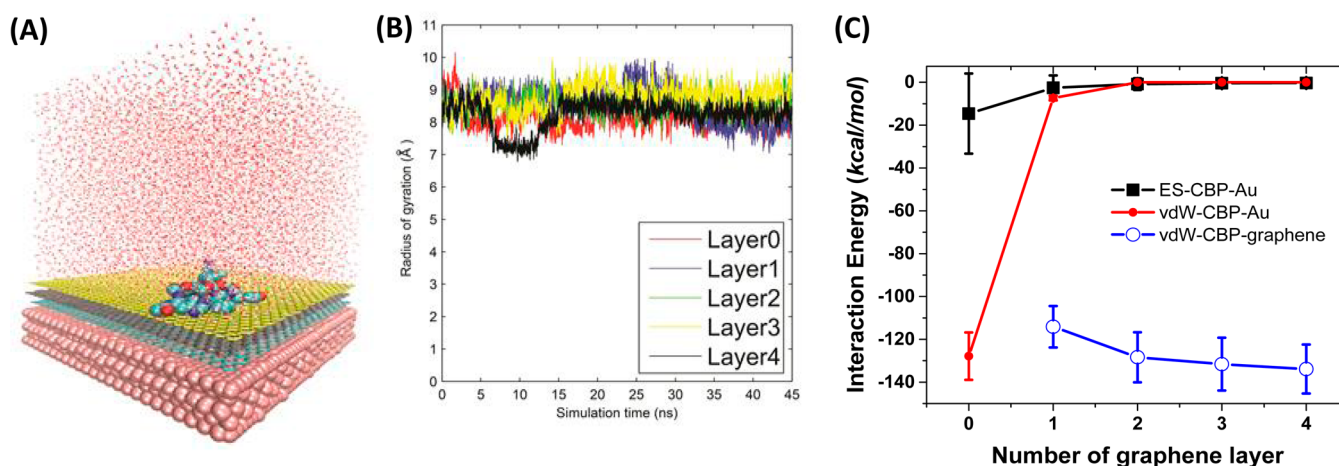 (A)
(B)
11
10
9
8
7
6
5
4
3
2
1
0
Radius of gyration (Å)
Layer0
Layer1
Layer2
Layer3
Layer4
0 5 10 15 20 25 30 35 40 45
Simulation time (ns)
(C)
0
-20
-40
-60
-80
-100
-120
-140
Interaction Energy (kcal/mol)
ES-CBP-Au
vdW-CBP-Au
vdW-CBP-graphene
0 1 2 3 4
Number of graphene layer